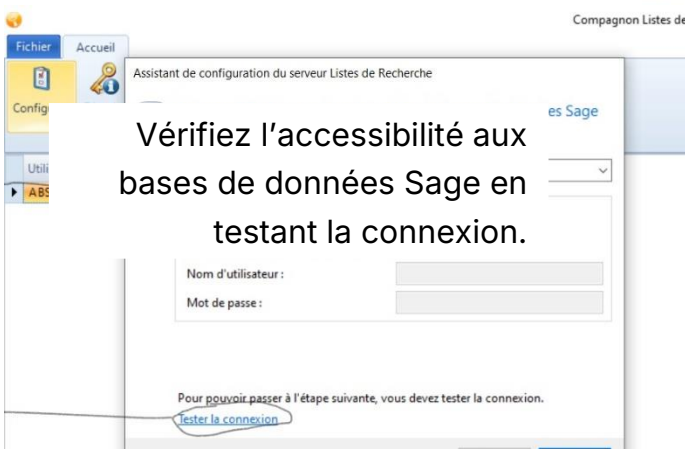 Compagnon Listes de
Fichier Accueil
Assistant de configuration du serveur Listes de Recherche
Config
es Sage
Vérifiez l’accessibilité aux
bases de données Sage en
testant la connexion.
Utili
ABS
Nom d'utilisateur :
Mot de passe :
Pour pouvoir passer à l'étape suivante, vous devez tester la connexion.
Tester la connexion